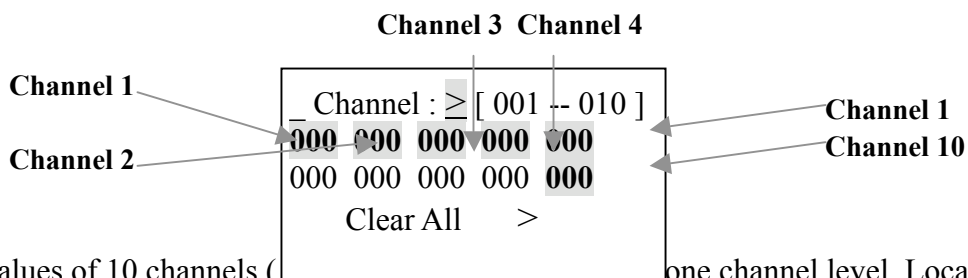 Channel 3 Channel 4
Channel 1
_ Channel : > [ 001 -- 010 ]
Channel 1
000 000 000 000 000
Channel 2
Channel 10
000 000 000 000 000
Clear All >
alues of 10 channels ( one channel level. Loca